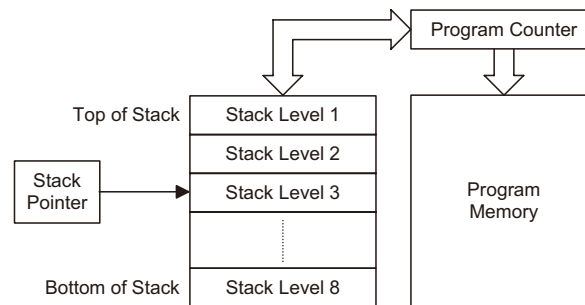 Program Counter
Top of Stack
Stack Level 1
Stack Level 2
Stack
Pointer
Stack Level 3
Program
Memory
Bottom of Stack
Stack Level 8